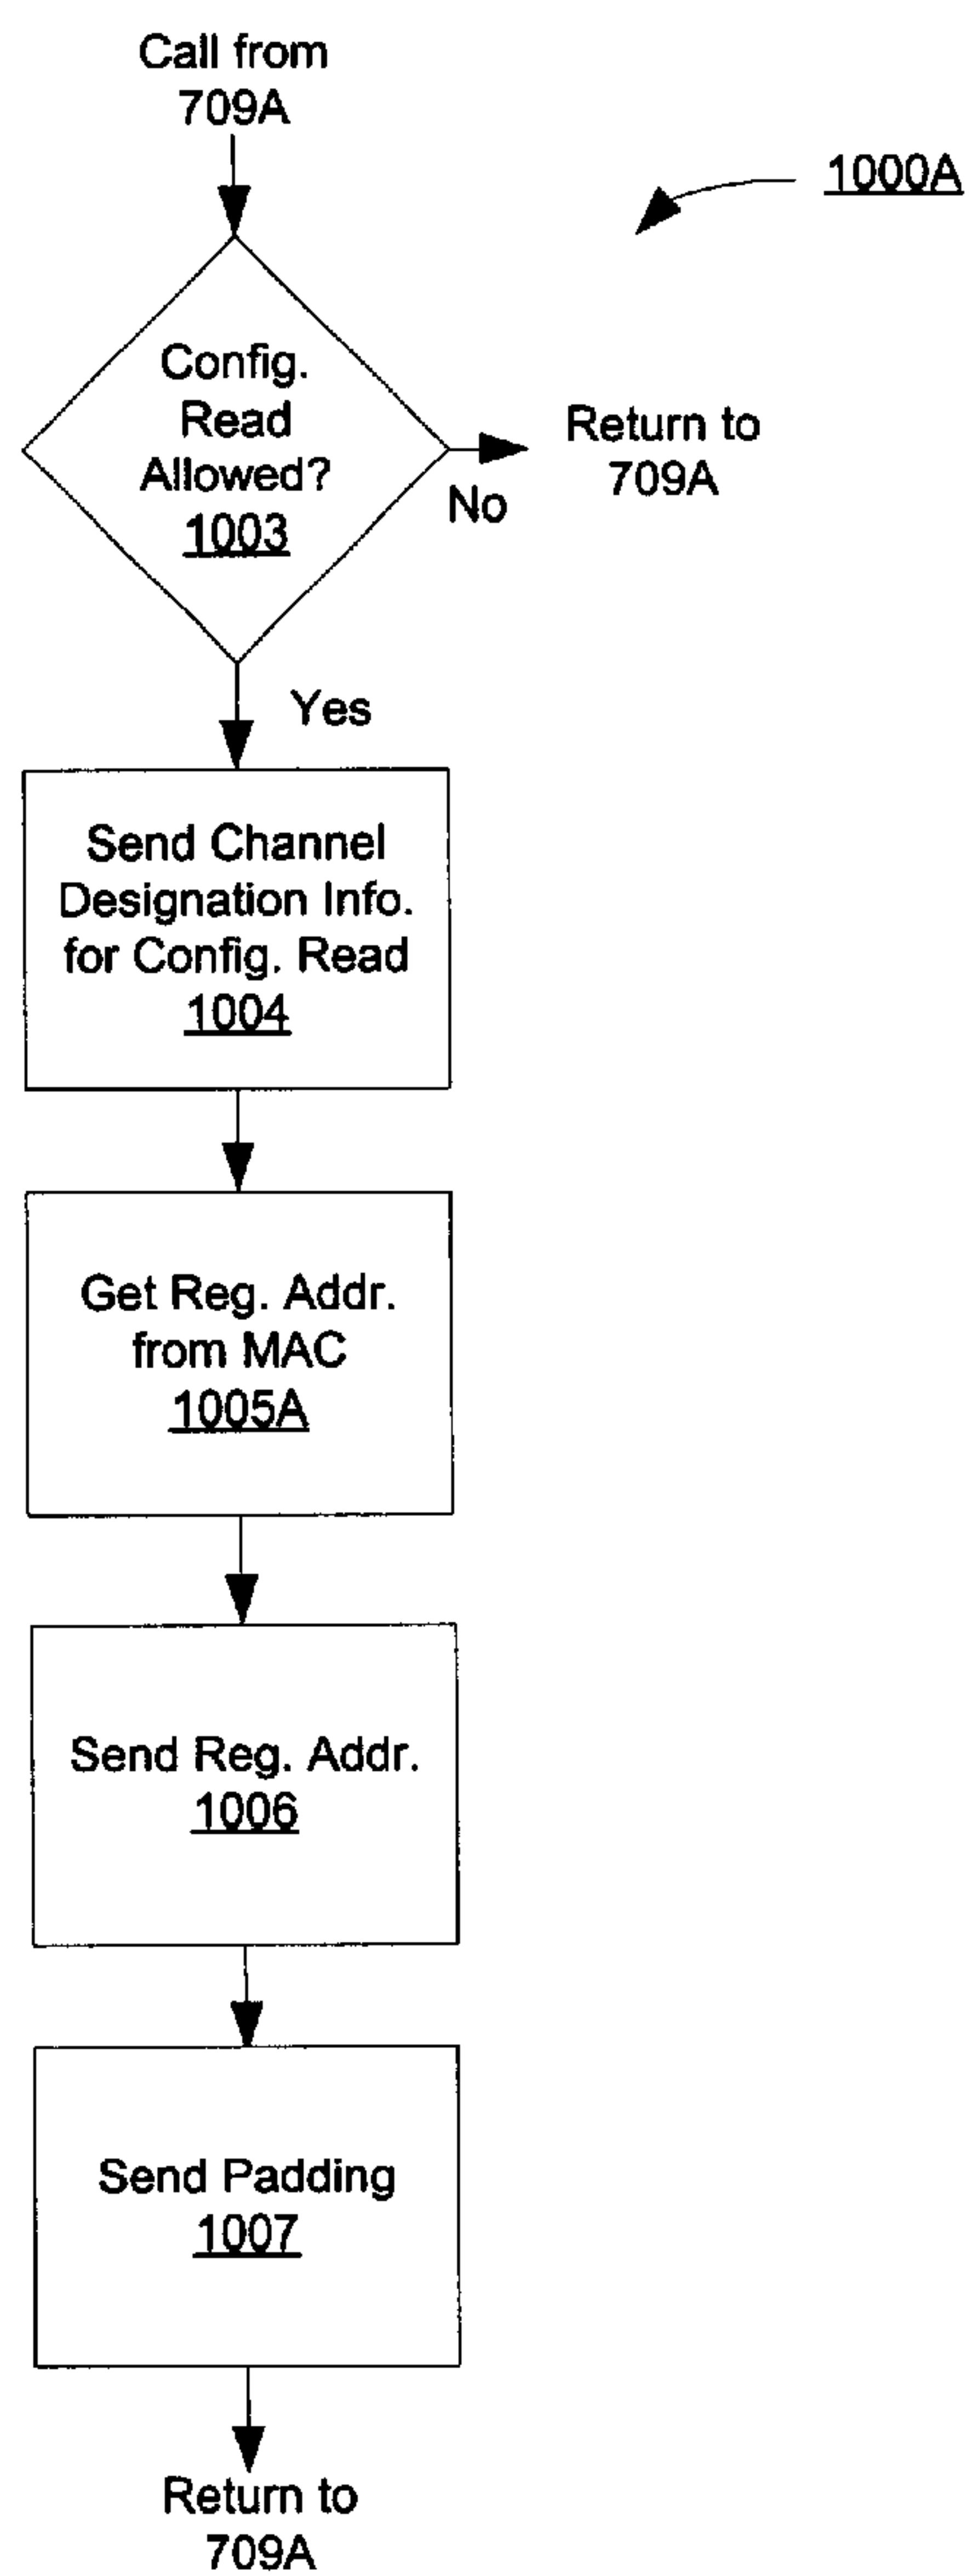 Call from
709A
1000A
Config.
Read
Allowed?
1003
Return to
709A
No
Yes
Send Channel
Designation Info.
for Config. Read
1004
Get Reg. Addr.
from MAC
1005A
Send Reg. Addr.
1006
Send Padding
1007
Return to
709A